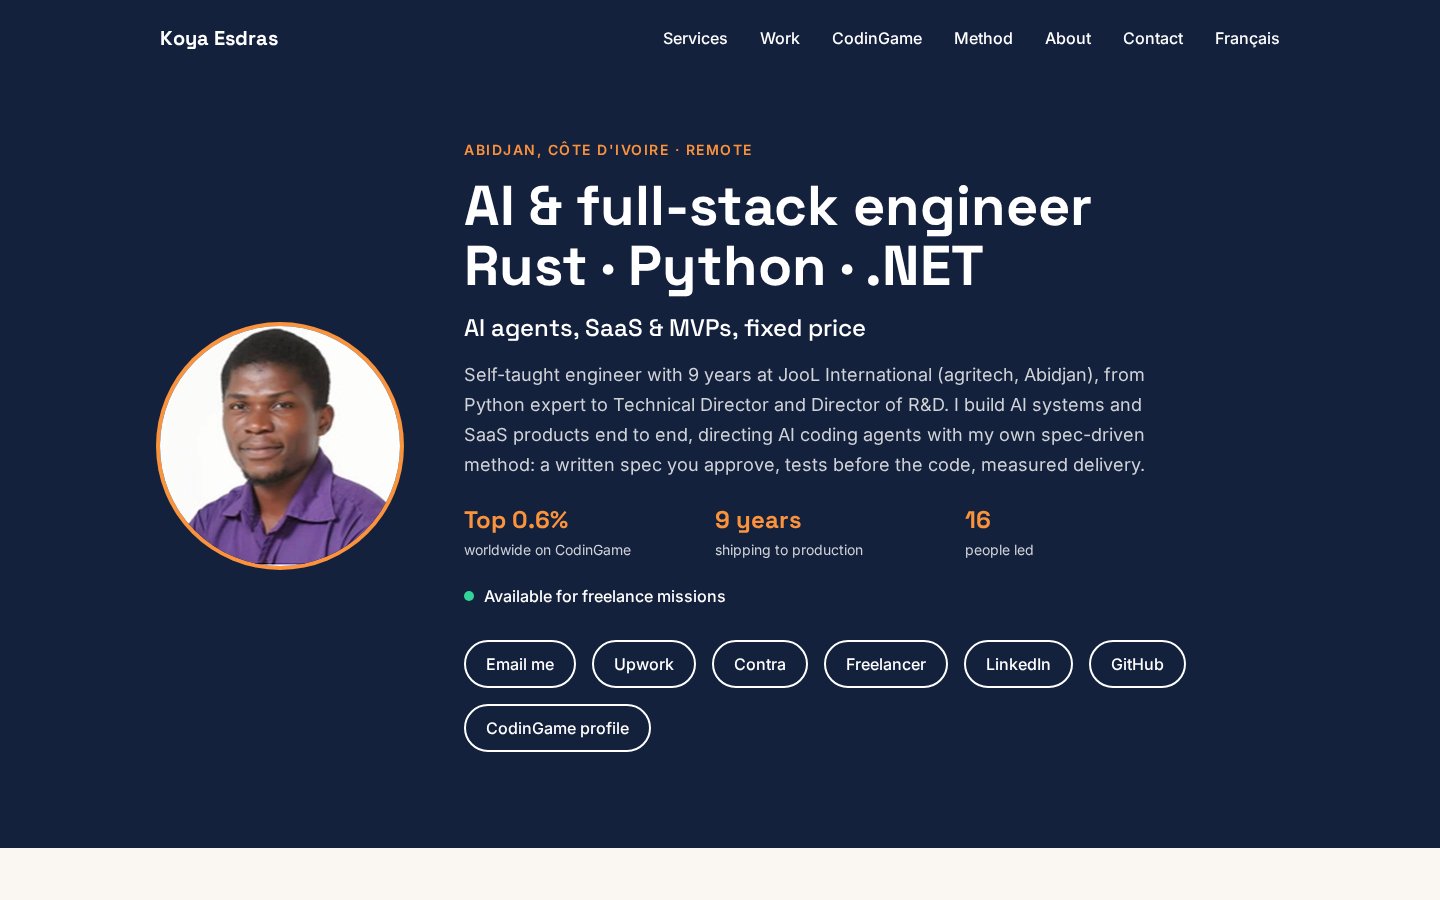 Koya Esdras
Services Work CodinGame Method About Contact Français
ABIDJAN, CÔTE D'IVOIRE · REMOTE
AI & full-stack engineer
Rust · Python · .NET
AI agents, SaaS & MVPs, fixed price
Self-taught engineer with 9 years at JooL International (agritech, Abidjan), from
Python expert to Technical Director and Director of R&D. I build AI systems and
SaaS products end to end, directing AI coding agents with my own spec-driven
method: a written spec you approve, tests before the code, measured delivery.
Top 0.6% 9 years 16
worldwide on CodinGame shipping to production people led
Available for freelance missions
Email me Upwork Contra Freelancer LinkedIn GitHub
CodinGame profile